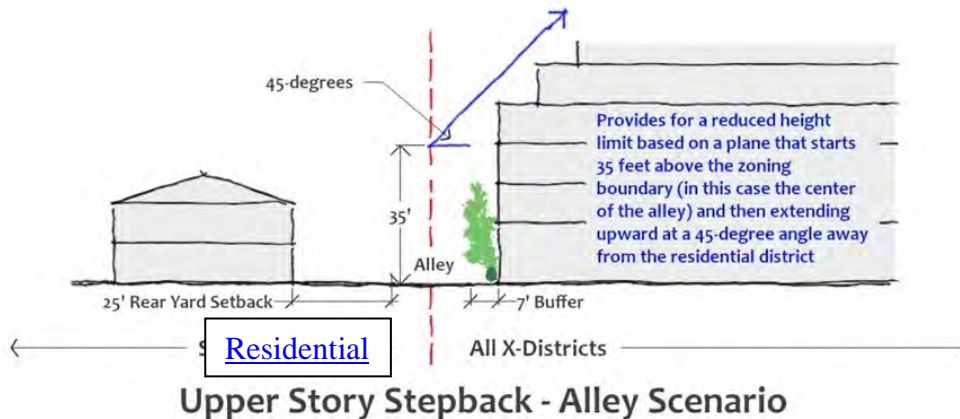 45-degrees
Provides for a reduced height
limit based on a plane that starts
35 feet above the zoning
boundary (in this case the center
of the alley) and then extending
upward at a 45-degree angle away
from the residential district
35'
Alley
25' Rear Yard Setback
7' Buffer
Residential
All X-Districts
Upper Story Stepback - Alley Scenario